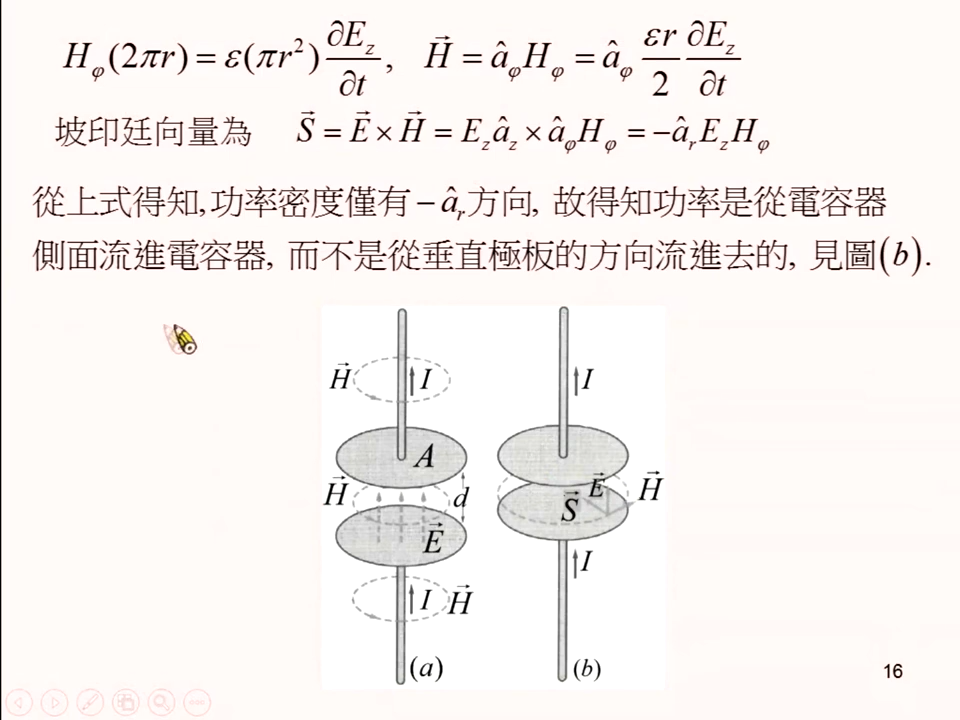 H_φ(2πr) = ε(πr²) ∂E_z/∂t, H⃗ = â_φ H_φ = â_φ (εr/2) ∂E_z/∂t
坡印廷向量為 S⃗ = E⃗ × H⃗ = E_z â_z × â_φ H_φ = −â_r E_z H_φ
從上式得知,功率密度僅有 − â_r 方向, 故得知功率是從電容器
側面流進電容器, 而不是從垂直極板的方向流進去的, 見圖(b).
H⃗ I
A
H⃗ d
E⃗
I H⃗
(a)
I
E⃗ H⃗
S⃗
I
(b)
16